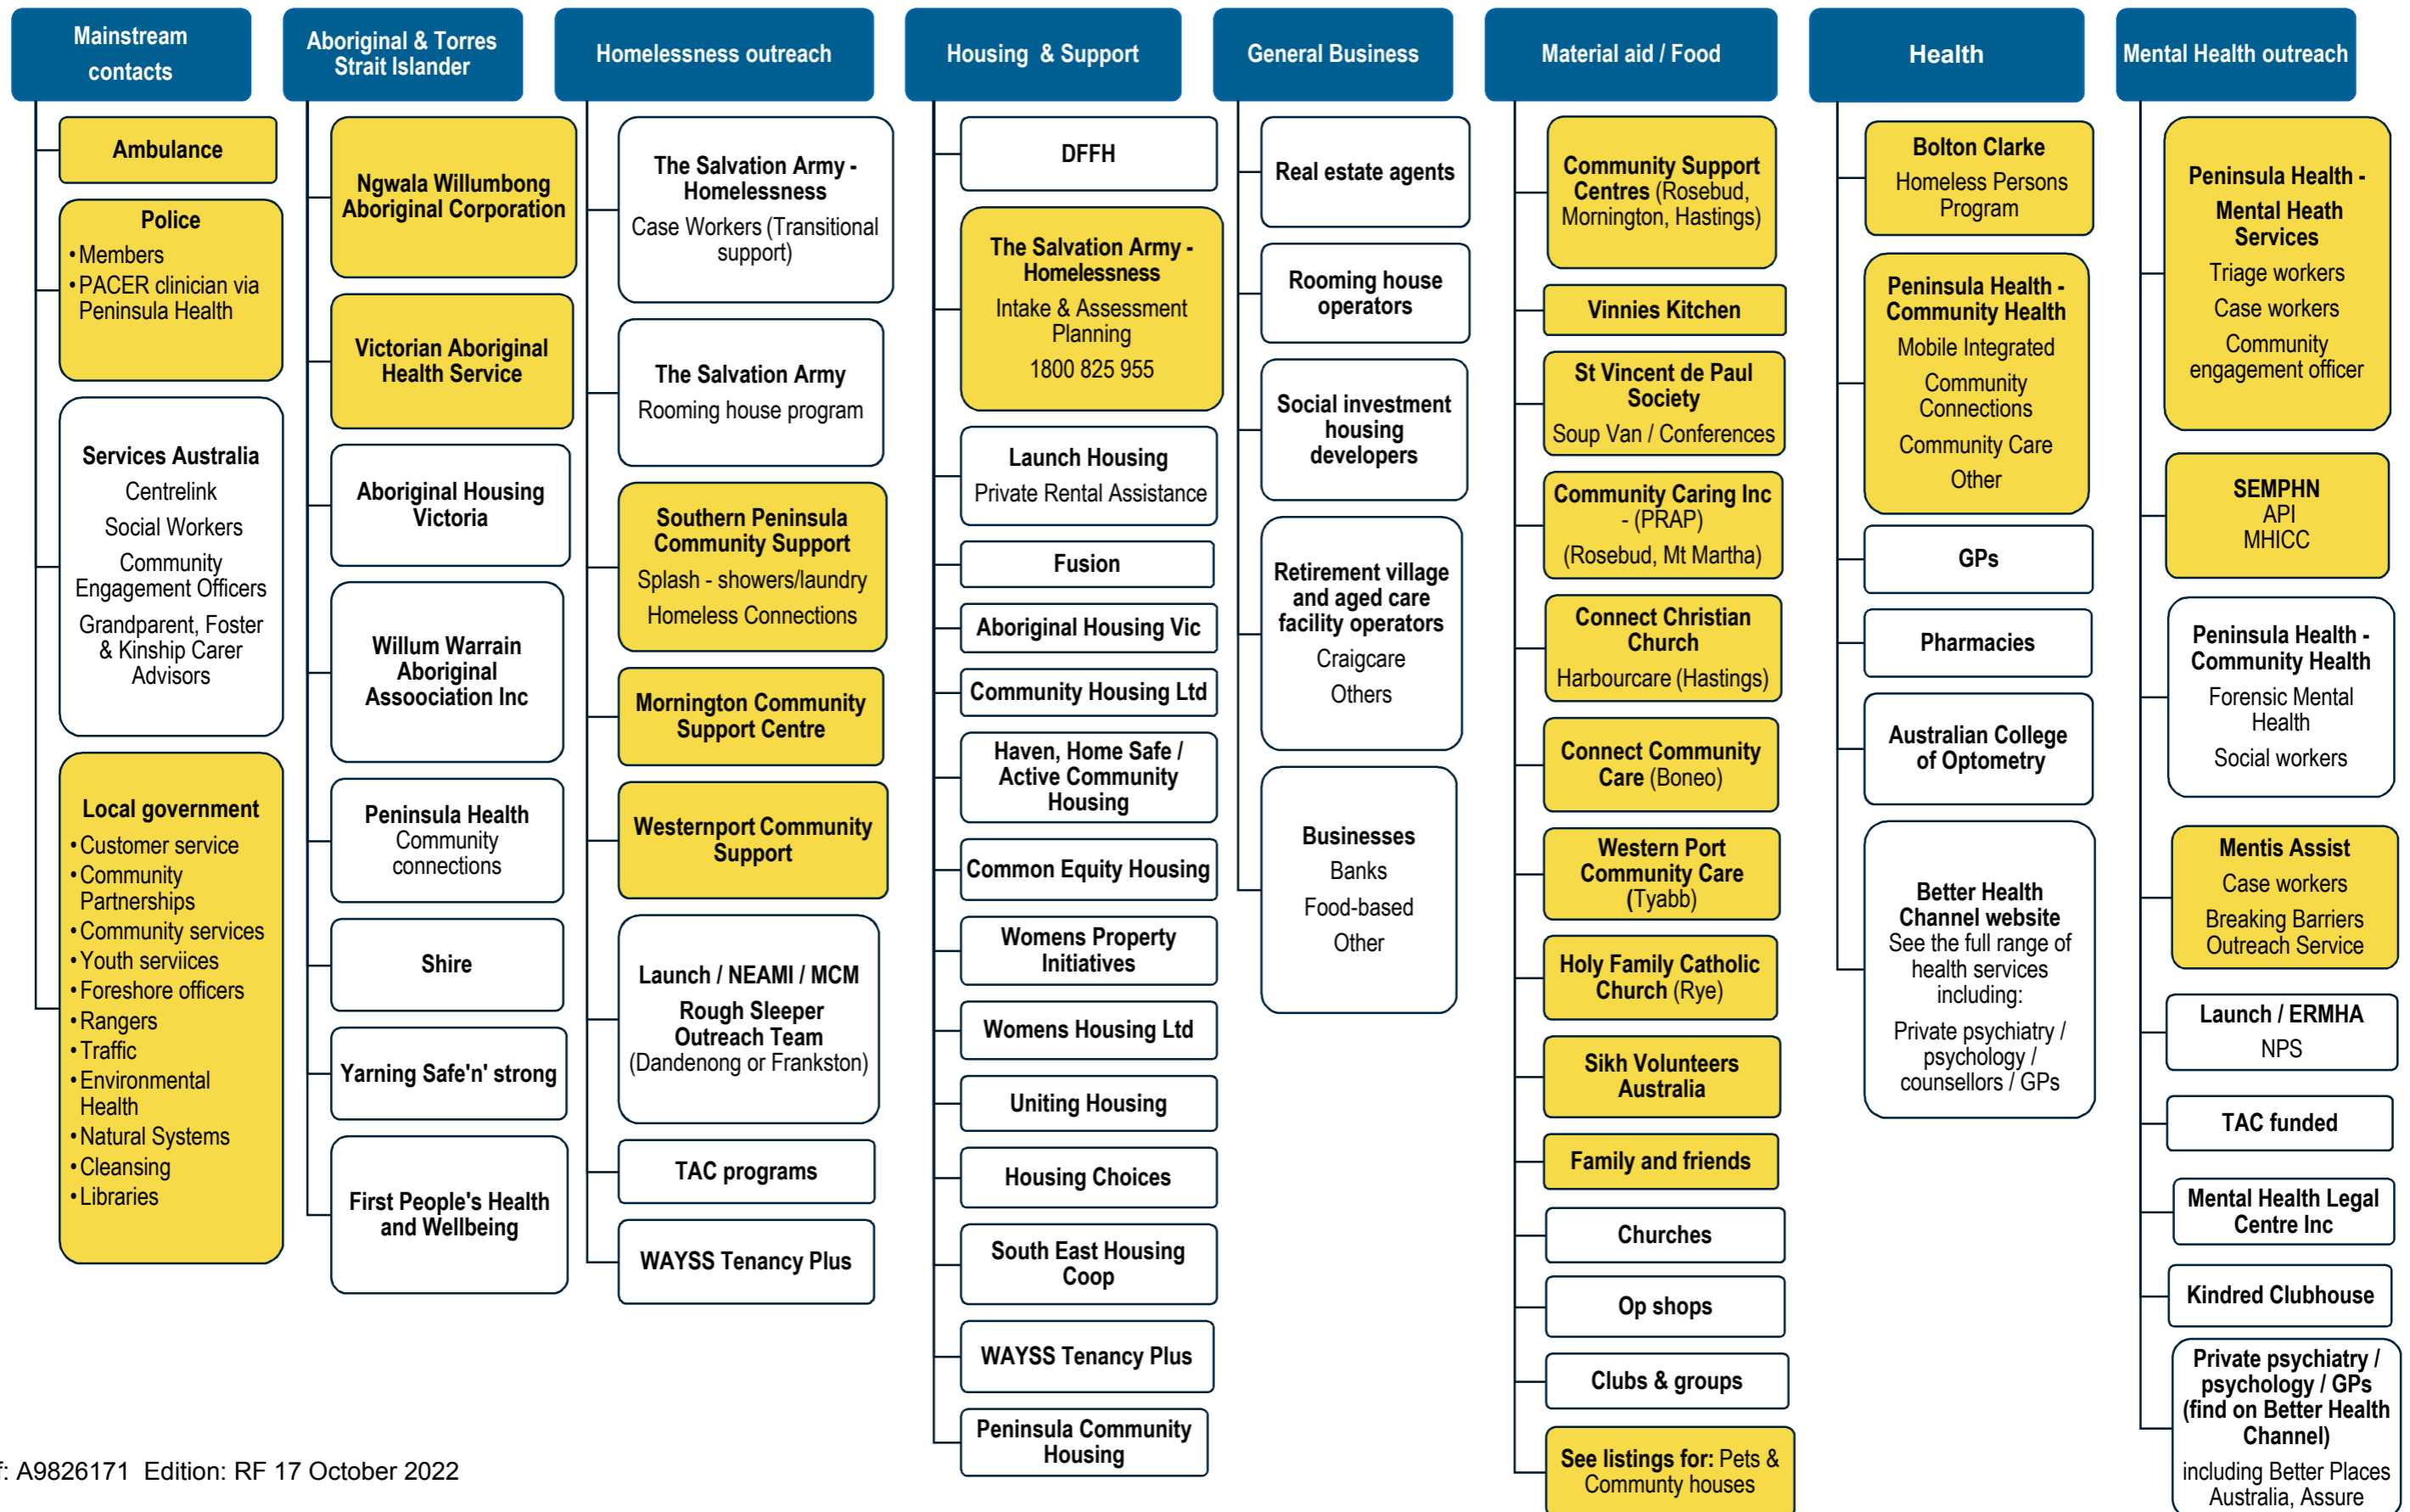 Mainstream
contacts
Ambulance
Police
• Members
• PACER clinician via
Peninsula Health
Services Australia
Centrelink
Social Workers
Community
Engagement Officers
Grandparent, Foster
& Kinship Carer
Advisors
Local government
• Customer service
• Community
Partnerships
• Community services
• Youth serviices
• Foreshore officers
• Rangers
• Traffic
• Environmental
Health
• Natural Systems
• Cleansing
• Libraries
Aboriginal & Torres
Strait Islander
Ngwala Willumbong
Aboriginal Corporation
Victorian Aboriginal
Health Service
Aboriginal Housing
Victoria
Willum Warrain
Aboriginal
Assoociation Inc
Peninsula Health
Community
connections
Shire
Yarning Safe'n' strong
First People's Health
and Wellbeing
Homelessness outreach
The Salvation Army -
Homelessness
Case Workers (Transitional
support)
The Salvation Army
Rooming house program
Southern Peninsula
Community Support
Splash - showers/laundry
Homeless Connections
Mornington Community
Support Centre
Westernport Community
Support
Launch / NEAMI / MCM
Rough Sleeper
Outreach Team
(Dandenong or Frankston)
TAC programs
WAYSS Tenancy Plus
Housing & Support
DFFH
The Salvation Army -
Homelessness
Intake & Assessment
Planning
1800 825 955
Launch Housing
Private Rental Assistance
Fusion
Aboriginal Housing Vic
Community Housing Ltd
Haven, Home Safe /
Active Community
Housing
Common Equity Housing
Womens Property
Initiatives
Womens Housing Ltd
Uniting Housing
Housing Choices
South East Housing
Coop
WAYSS Tenancy Plus
Peninsula Community
Housing
General Business
Real estate agents
Rooming house
operators
Social investment
housing
developers
Retirement village
and aged care
facility operators
Craigcare
Others
Businesses
Banks
Food-based
Other
Material aid / Food
Community Support
Centres (Rosebud,
Mornington, Hastings)
Vinnies Kitchen
St Vincent de Paul
Society
Soup Van / Conferences
Community Caring Inc
- (PRAP)
(Rosebud, Mt Martha)
Connect Christian
Church
Harbourcare (Hastings)
Connect Community
Care (Boneo)
Western Port
Community Care
(Tyabb)
Holy Family Catholic
Church (Rye)
Sikh Volunteers
Australia
Family and friends
Churches
Op shops
Clubs & groups
See listings for: Pets &
Communty houses
Health
Bolton Clarke
Homeless Persons
Program
Peninsula Health -
Community Health
Mobile Integrated
Community
Connections
Community Care
Other
GPs
Pharmacies
Australian College
of Optometry
Better Health
Channel website
See the full range of
health services
including:
Private psychiatry /
psychology /
counsellors / GPs
Mental Health outreach
Peninsula Health -
Mental Heath
Services
Triage workers
Case workers
Community
engagement officer
SEMPHN
API
MHICC
Peninsula Health -
Community Health
Forensic Mental
Health
Social workers
Mentis Assist
Case workers
Breaking Barriers
Outreach Service
Launch / ERMHA
NPS
TAC funded
Mental Health Legal
Centre Inc
Kindred Clubhouse
Private psychiatry /
psychology / GPs
(find on Better Health
Channel)
including Better Places
Australia, Assure
f: A9826171 Edition: RF 17 October 2022